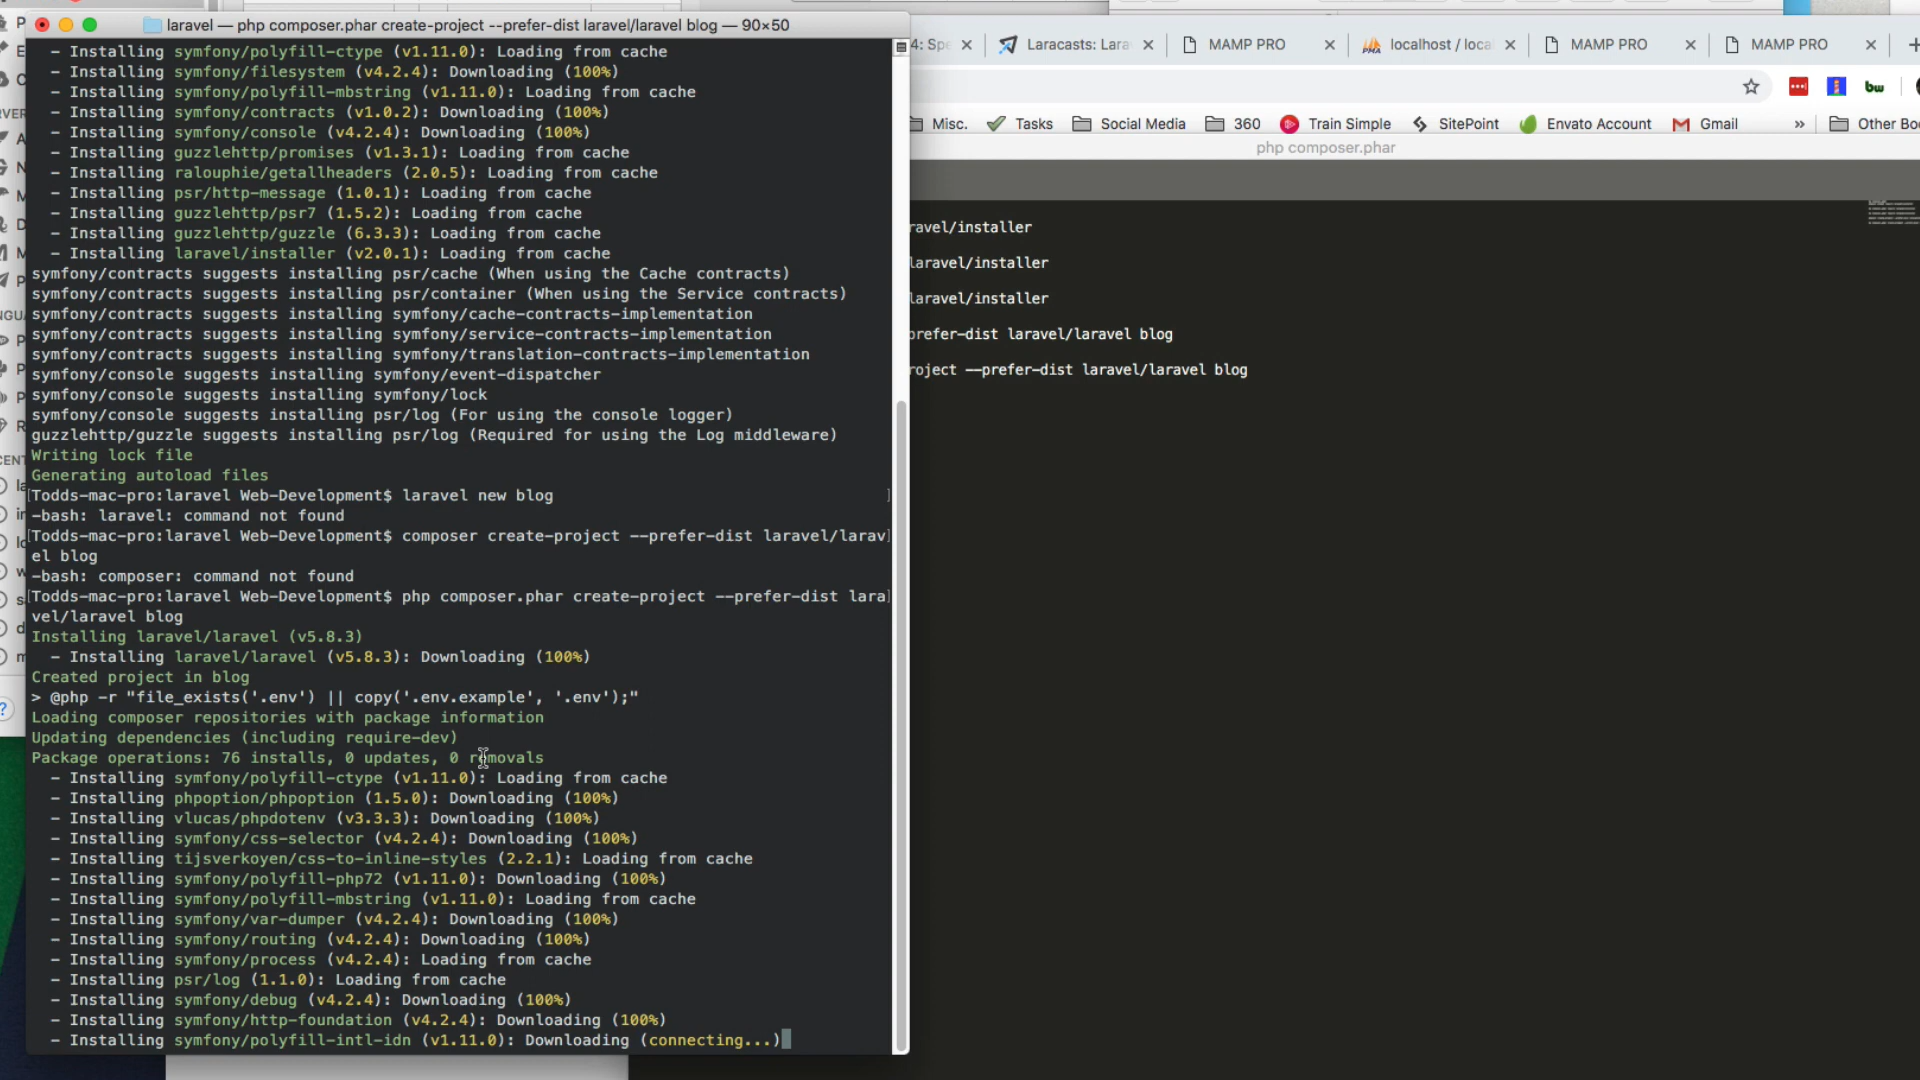 laravel — php composer.phar create-project --prefer-dist laravel/laravel blog — 90×50
- Installing symfony/polyfill-ctype (v1.11.0): Loading from cache
- Installing symfony/filesystem (v4.2.4): Downloading (100%)
- Installing symfony/polyfill-mbstring (v1.11.0): Loading from cache
- Installing symfony/contracts (v1.0.2): Downloading (100%)
- Installing symfony/console (v4.2.4): Downloading (100%)
- Installing guzzlehttp/promises (v1.3.1): Loading from cache
- Installing ralouphie/getallheaders (2.0.5): Loading from cache
- Installing psr/http-message (1.0.1): Loading from cache
- Installing guzzlehttp/psr7 (1.5.2): Loading from cache
- Installing guzzlehttp/guzzle (6.3.3): Loading from cache
- Installing laravel/installer (v2.0.1): Loading from cache
symfony/contracts suggests installing psr/cache (When using the Cache contracts)
symfony/contracts suggests installing psr/container (When using the Service contracts)
symfony/contracts suggests installing symfony/cache-contracts-implementation
symfony/contracts suggests installing symfony/service-contracts-implementation
symfony/contracts suggests installing symfony/translation-contracts-implementation
symfony/console suggests installing symfony/event-dispatcher
symfony/console suggests installing symfony/lock
symfony/console suggests installing psr/log (For using the console logger)
guzzlehttp/guzzle suggests installing psr/log (Required for using the Log middleware)
Writing lock file
Generating autoload files
[Todds-mac-pro:laravel Web-Development$ laravel new blog ]
-bash: laravel: command not found
[Todds-mac-pro:laravel Web-Development$ composer create-project --prefer-dist laravel/larav]
el blog
-bash: composer: command not found
[Todds-mac-pro:laravel Web-Development$ php composer.phar create-project --prefer-dist lara]
vel/laravel blog
Installing laravel/laravel (v5.8.3)
- Installing laravel/laravel (v5.8.3): Downloading (100%)
Created project in blog
> @php -r "file_exists('.env') || copy('.env.example', '.env');"
Loading composer repositories with package information
Updating dependencies (including require-dev)
Package operations: 76 installs, 0 updates, 0 removals
- Installing symfony/polyfill-ctype (v1.11.0): Loading from cache
- Installing phpoption/phpoption (1.5.0): Downloading (100%)
- Installing vlucas/phpdotenv (v3.3.3): Downloading (100%)
- Installing symfony/css-selector (v4.2.4): Downloading (100%)
- Installing tijsverkoyen/css-to-inline-styles (2.2.1): Loading from cache
- Installing symfony/polyfill-php72 (v1.11.0): Downloading (100%)
- Installing symfony/polyfill-mbstring (v1.11.0): Loading from cache
- Installing symfony/var-dumper (v4.2.4): Downloading (100%)
- Installing symfony/routing (v4.2.4): Downloading (100%)
- Installing symfony/process (v4.2.4): Loading from cache
- Installing psr/log (1.1.0): Loading from cache
- Installing symfony/debug (v4.2.4): Downloading (100%)
- Installing symfony/http-foundation (v4.2.4): Downloading (100%)
- Installing symfony/polyfill-intl-idn (v1.11.0): Downloading (connecting...)
4: Spe Laracasts: Lara MAMP PRO localhost / loca MAMP PRO MAMP PRO
bw
Misc. Tasks Social Media 360 Train Simple SitePoint Envato Account Gmail » Other Boo
php composer.phar
ravel/installer
laravel/installer
laravel/installer
prefer-dist laravel/laravel blog
roject --prefer-dist laravel/laravel blog